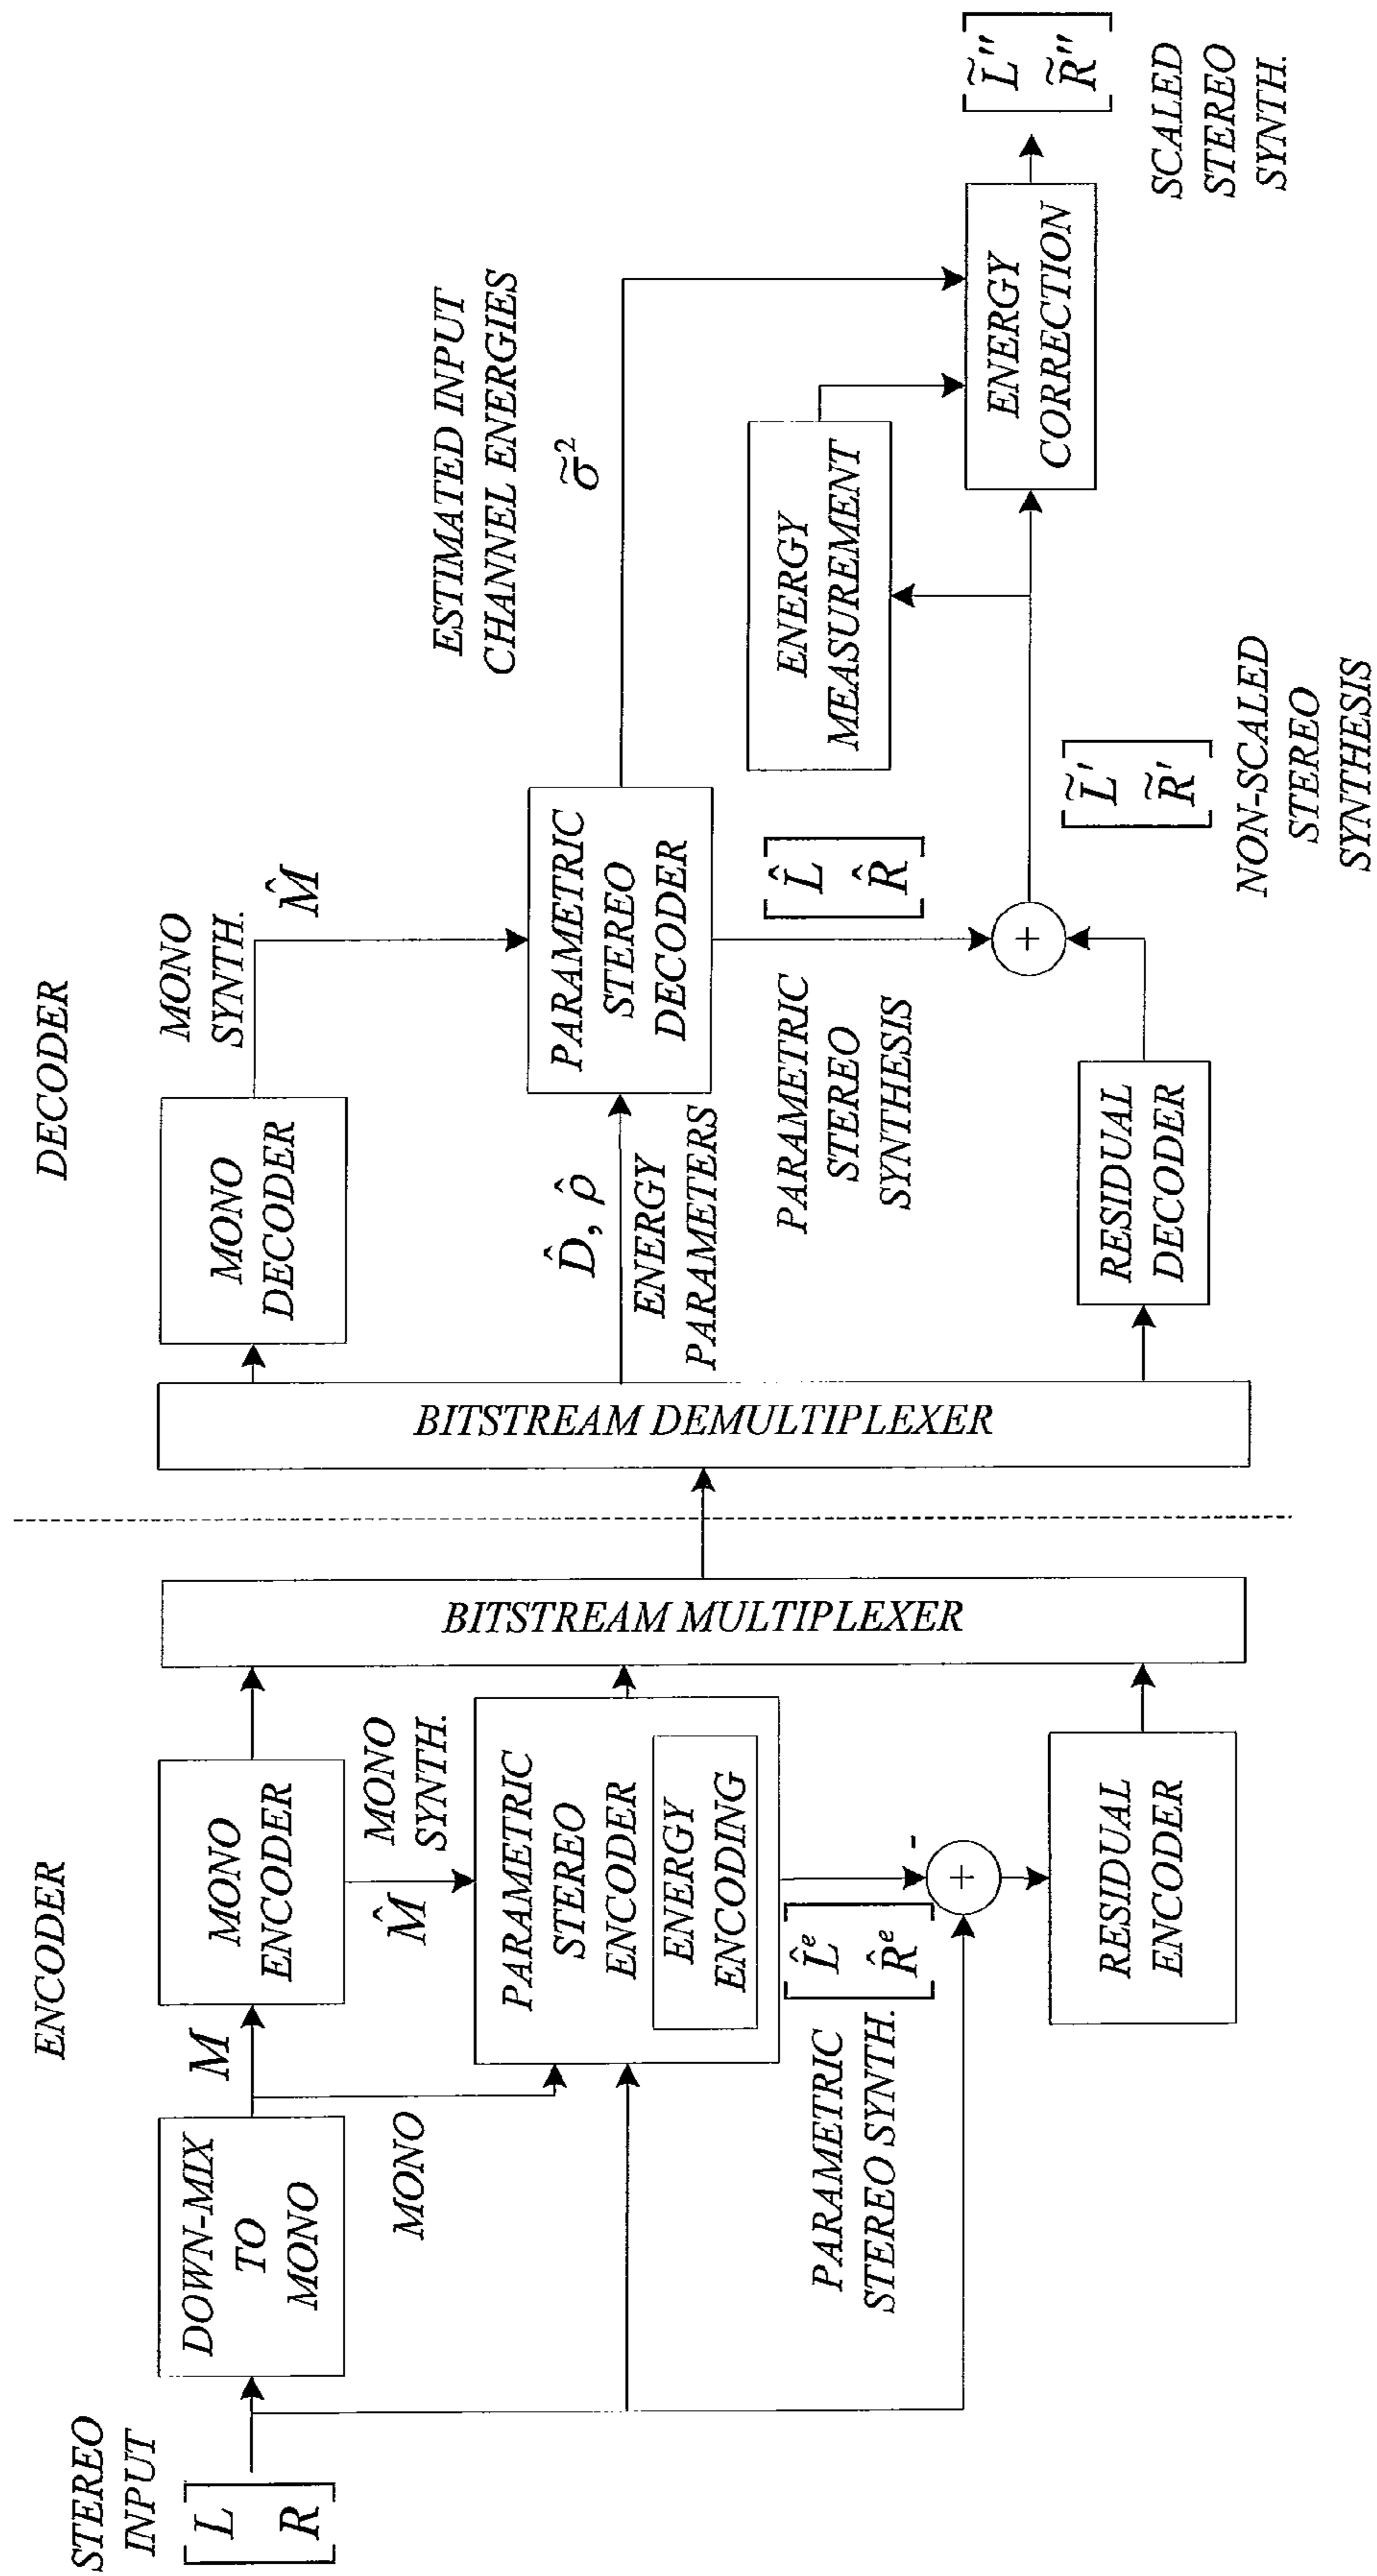 ENCODER
STEREO
INPUT
[ L
R ]
DOWN-MIX
TO
MONO
M
MONO
MONO
ENCODER
MONO
SYNTH.
M̂
PARAMETRIC
STEREO
ENCODER
ENERGY
ENCODING
[ L̂ᵉ
R̂ᵉ ]
PARAMETRIC
STEREO SYNTH.
-
+
RESIDUAL
ENCODER
BITSTREAM MULTIPLEXER
DECODER
BITSTREAM DEMULTIPLEXER
MONO
DECODER
MONO
SYNTH.
M̂
D̂, ρ̂
ENERGY
PARAMETERS
PARAMETRIC
STEREO
DECODER
ESTIMATED INPUT
CHANNEL ENERGIES
σ̃²
PARAMETRIC
STEREO
SYNTHESIS
[ L̂
R̂ ]
RESIDUAL
DECODER
+
[ L̃'
R̃' ]
NON-SCALED
STEREO
SYNTHESIS
ENERGY
MEASUREMENT
ENERGY
CORRECTION
[ L̃''
R̃'' ]
SCALED
STEREO
SYNTH.